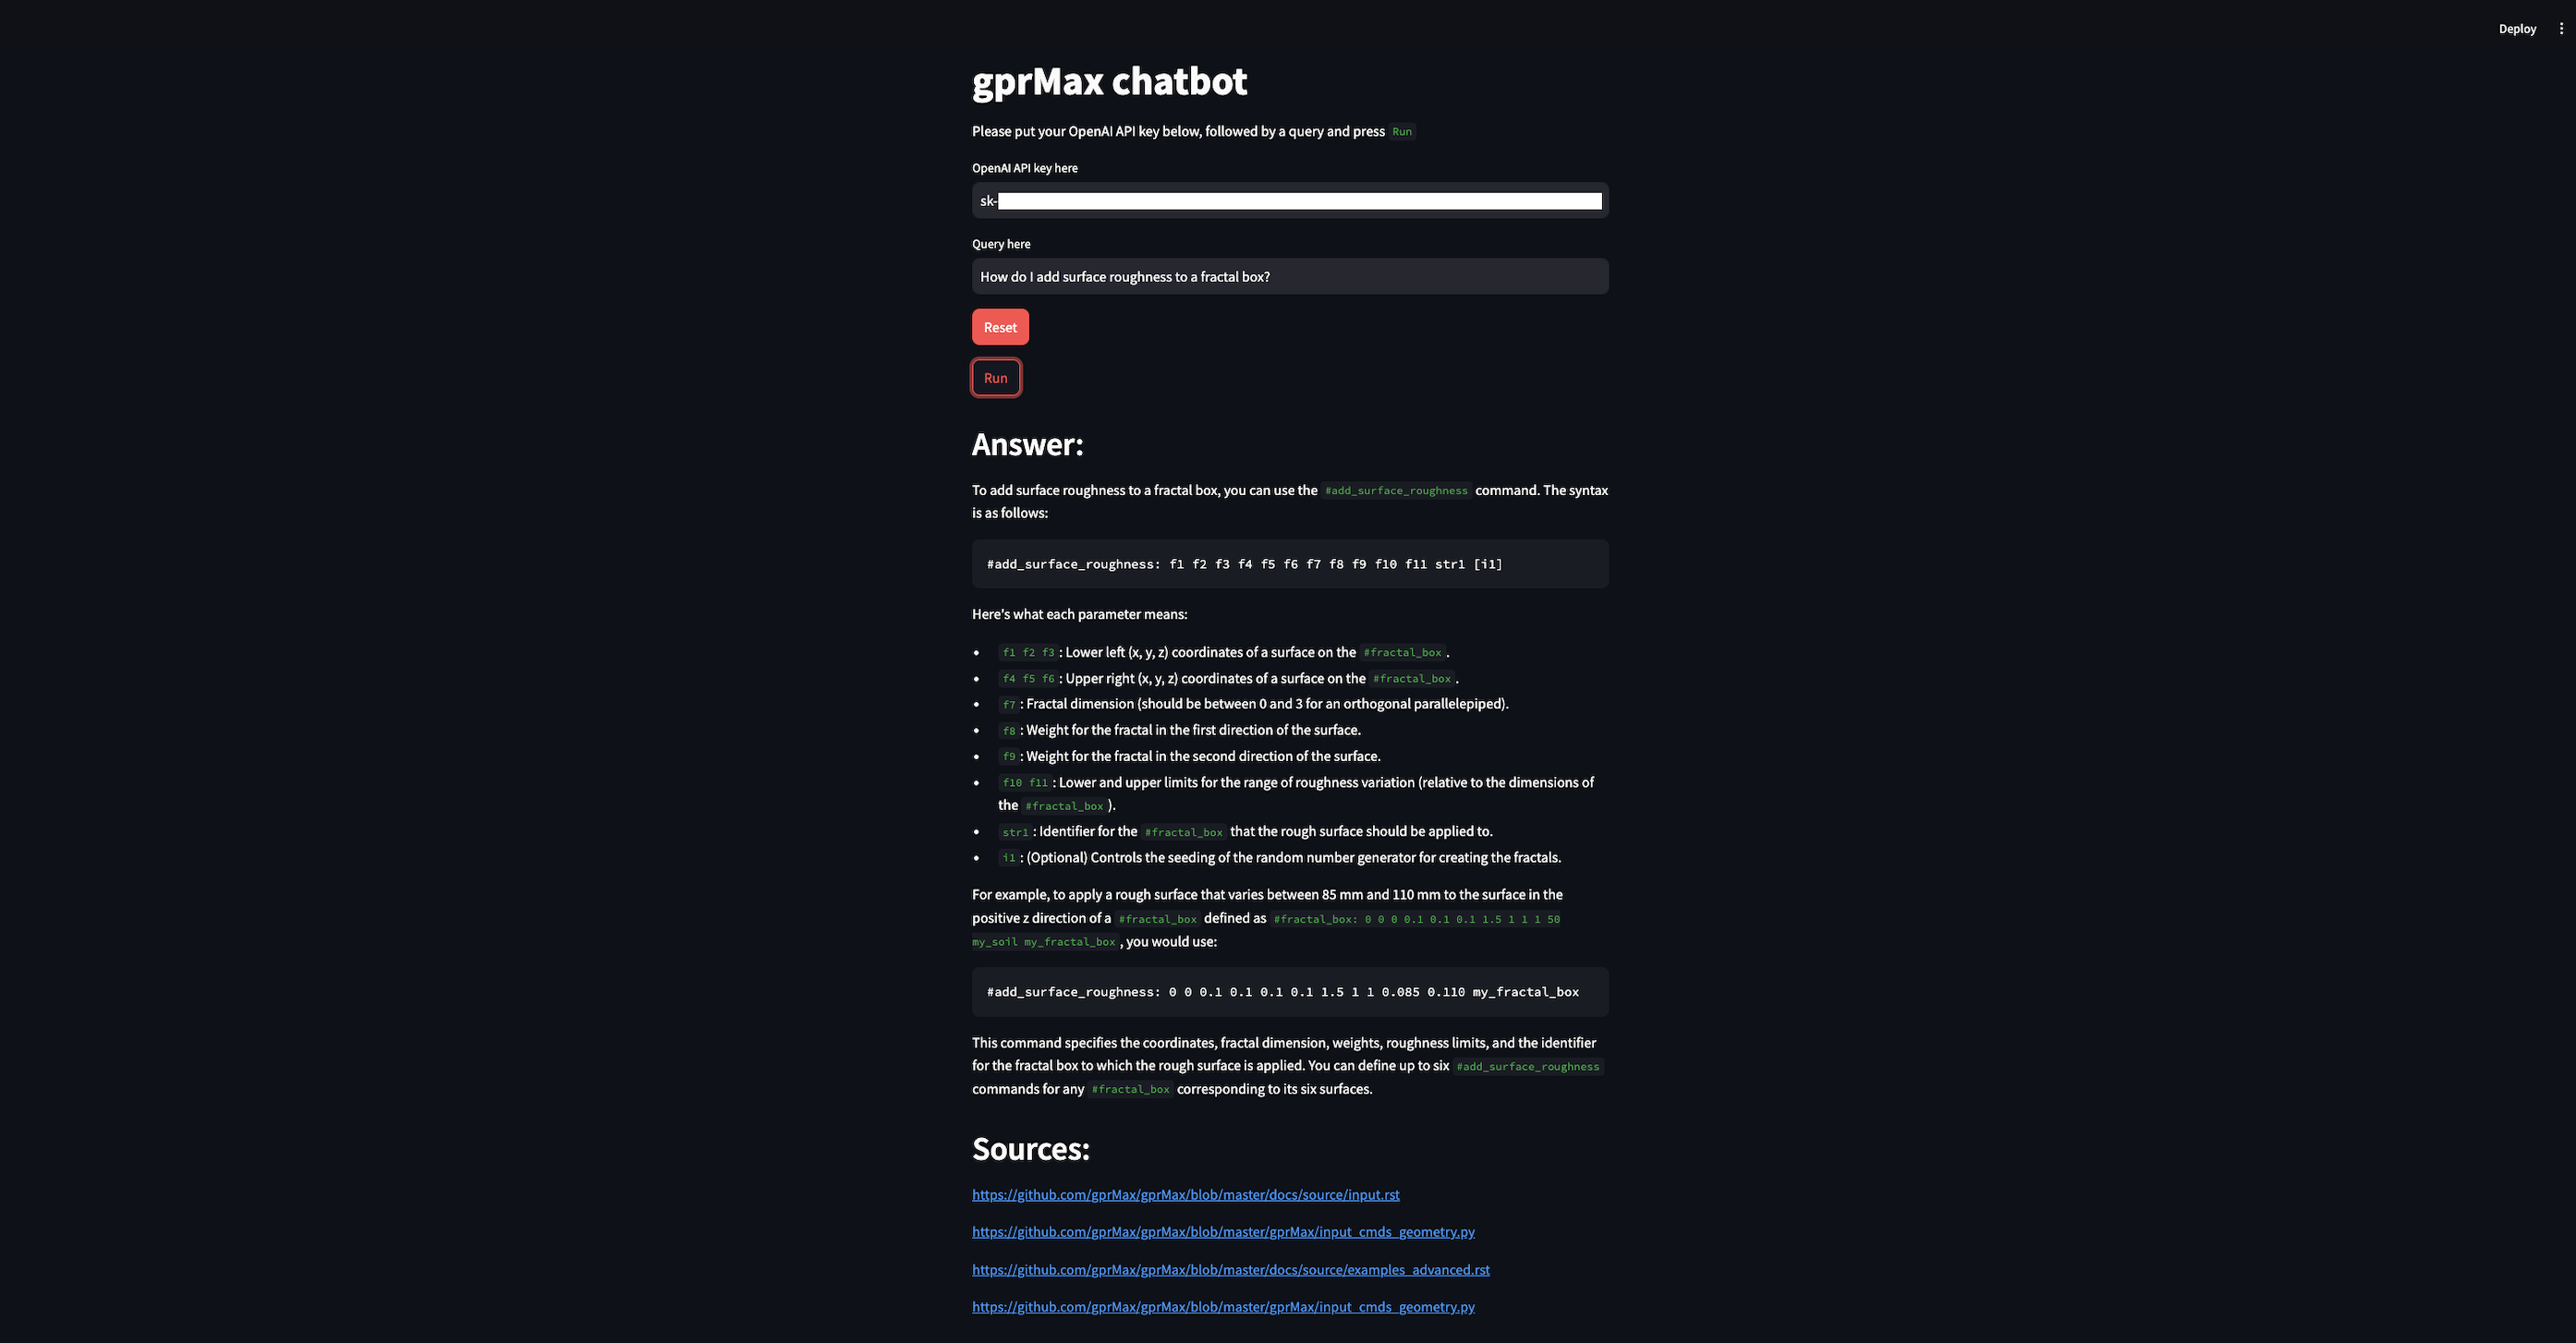 Deploy
gprMax chatbot
Please put your OpenAI API key below, followed by a query and press Run
OpenAI API key here
sk-
Query here
How do I add surface roughness to a fractal box?
Reset
Run
Answer:
To add surface roughness to a fractal box, you can use the #add_surface_roughness command. The syntax
is as follows:
#add_surface_roughness: f1 f2 f3 f4 f5 f6 f7 f8 f9 f10 f11 str1 [i1]
Here's what each parameter means:
• f1 f2 f3 : Lower left (x, y, z) coordinates of a surface on the #fractal_box .
• f4 f5 f6 : Upper right (x, y, z) coordinates of a surface on the #fractal_box .
• f7 : Fractal dimension (should be between 0 and 3 for an orthogonal parallelepiped).
• f8 : Weight for the fractal in the first direction of the surface.
• f9 : Weight for the fractal in the second direction of the surface.
• f10 f11 : Lower and upper limits for the range of roughness variation (relative to the dimensions of
the #fractal_box ).
• str1 : Identifier for the #fractal_box that the rough surface should be applied to.
• i1 : (Optional) Controls the seeding of the random number generator for creating the fractals.
For example, to apply a rough surface that varies between 85 mm and 110 mm to the surface in the
positive z direction of a #fractal_box defined as #fractal_box: 0 0 0 0.1 0.1 0.1 1.5 1 1 1 50
my_soil my_fractal_box , you would use:
#add_surface_roughness: 0 0 0.1 0.1 0.1 0.1 1.5 1 1 0.085 0.110 my_fractal_box
This command specifies the coordinates, fractal dimension, weights, roughness limits, and the identifier
for the fractal box to which the rough surface is applied. You can define up to six #add_surface_roughness
commands for any #fractal_box corresponding to its six surfaces.
Sources:
https://github.com/gprMax/gprMax/blob/master/docs/source/input.rst
https://github.com/gprMax/gprMax/blob/master/gprMax/input_cmds_geometry.py
https://github.com/gprMax/gprMax/blob/master/docs/source/examples_advanced.rst
https://github.com/gprMax/gprMax/blob/master/gprMax/input_cmds_geometry.py